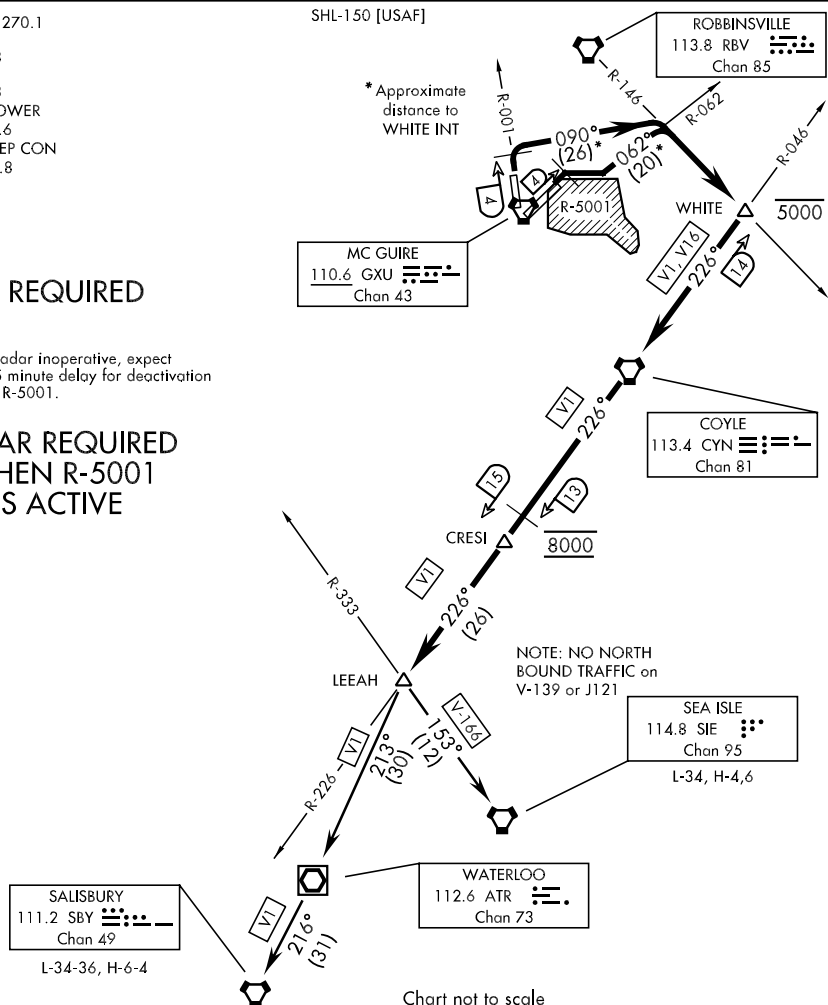 270.1
SHL-150 [USAF]
OWER
.6
EP CON
.8
REQUIRED
adar inoperative, expect
minute delay for deactivation
R-5001.
AR REQUIRED
HEN R-5001
S ACTIVE
* Approximate
distance to
WHITE INT
ROBBINSVILLE
113.8 RBV
Chan 85
R-001
R-146
R-062
R-046
090°
(26)*
062°
(20)*
4
4
R-5001
WHITE
5000
MC GUIRE
110.6 GXU
Chan 43
V1, V16
226°
14
COYLE
113.4 CYN
Chan 81
V1
226°
15
13
CRESI
8000
V1
226°
(26)
R-333
LEEAH
NOTE: NO NORTH
BOUND TRAFFIC on
V-139 or J121
V-166
153°
(12)
SEA ISLE
114.8 SIE
Chan 95
L-34, H-4,6
R-226
V1
213°
(30)
WATERLOO
112.6 ATR
Chan 73
SALISBURY
111.2 SBY
Chan 49
L-34-36, H-6-4
V1
216°
(31)
Chart not to scale